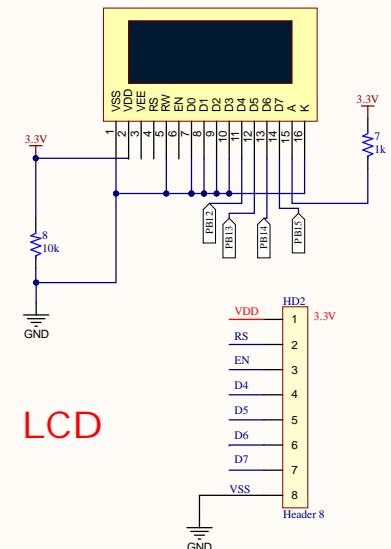 VSS
VDD
VEE
RS
RW
EN
D0
D1
D2
D3
D4
D5
D6
D7
A
K
1
2
3
4
5
6
7
8
9
10
11
12
13
14
15
16
3.3V
3.3V
7
1k
8
10k
PB12
PB13
PB14
PB15
GND
LCD
HD2
VDD 1 3.3V
RS 2
EN 3
D4 4
D5 5
D6 6
D7 7
VSS 8
Header 8
GND